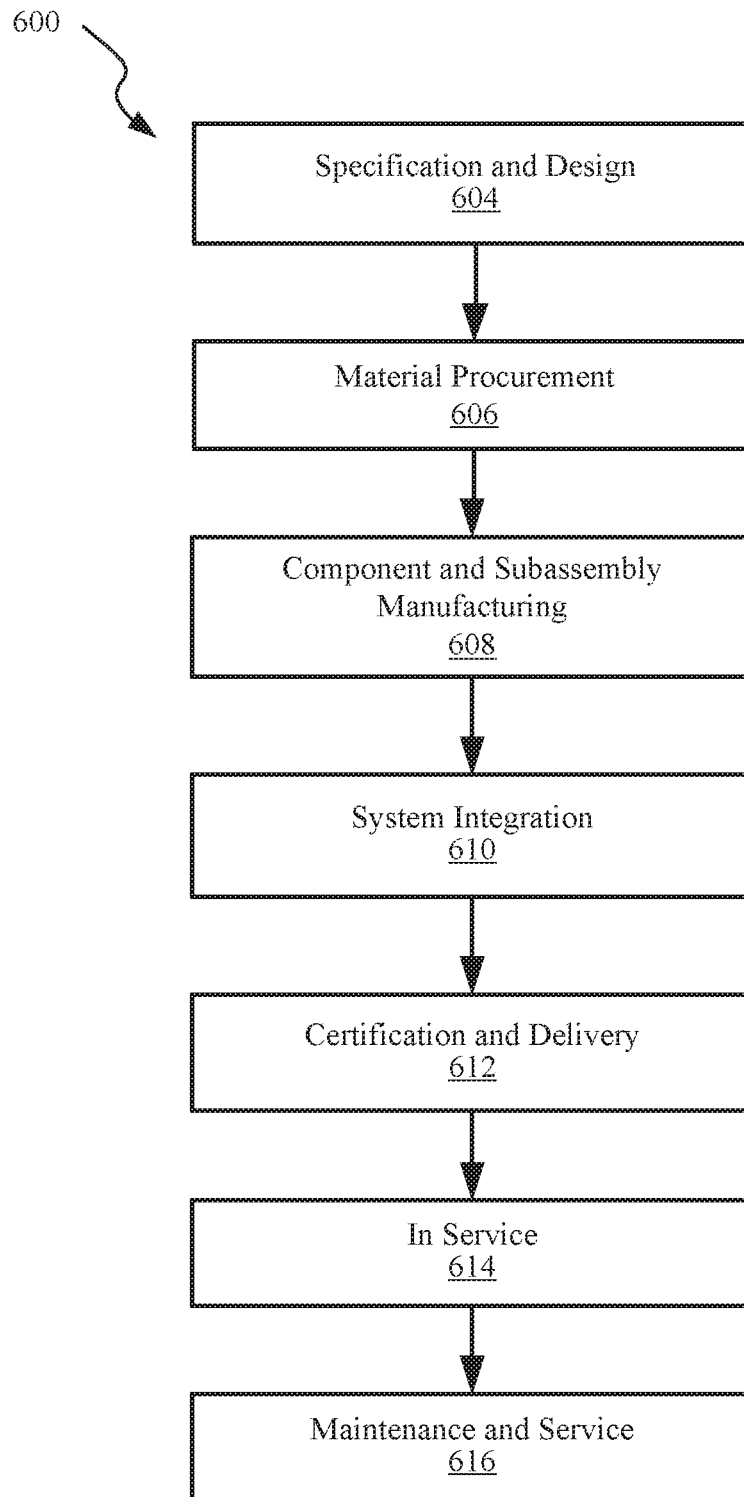 600
Specification and Design
604
Material Procurement
606
Component and Subassembly
Manufacturing
608
System Integration
610
Certification and Delivery
612
In Service
614
Maintenance and Service
616